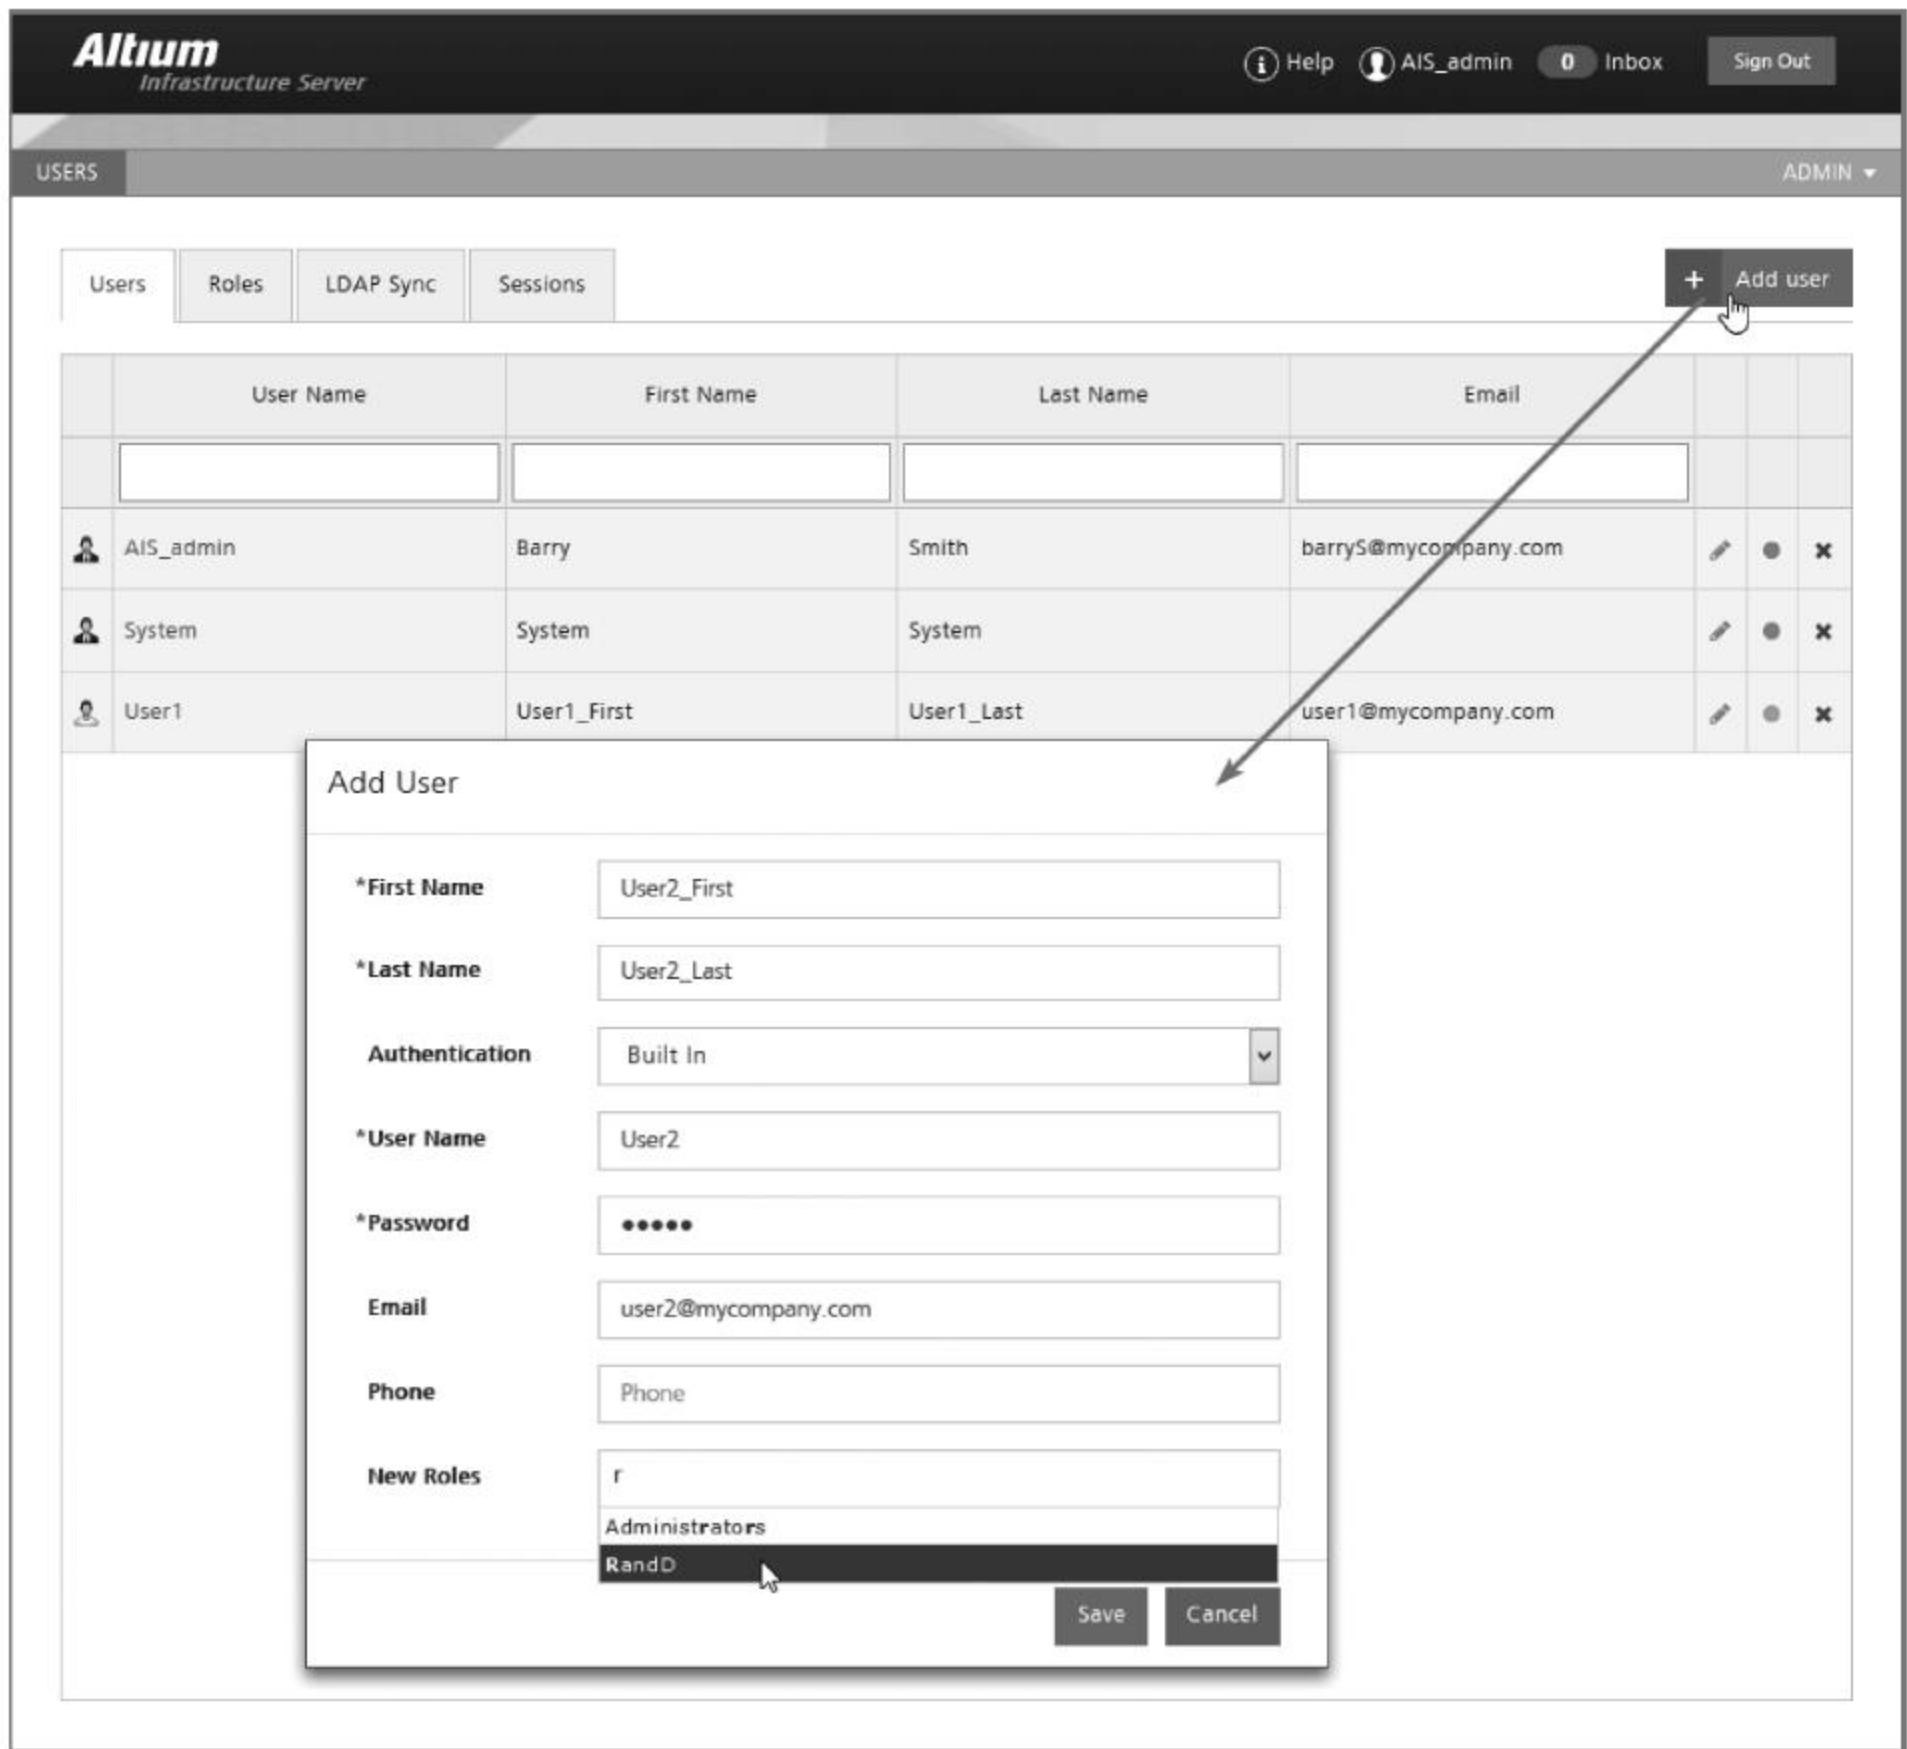 Altium
Infrastructure Server
Help AIS_admin 0 Inbox Sign Out
USERS ADMIN
Users Roles LDAP Sync Sessions + Add user
User Name First Name Last Name Email
AIS_admin Barry Smith barryS@mycompany.com
System System System
User1 User1_First User1_Last user1@mycompany.com
Add User
*First Name User2_First
*Last Name User2_Last
Authentication Built In
*User Name User2
*Password •••••
Email user2@mycompany.com
Phone Phone
New Roles r
Administrators
RandD
Save Cancel